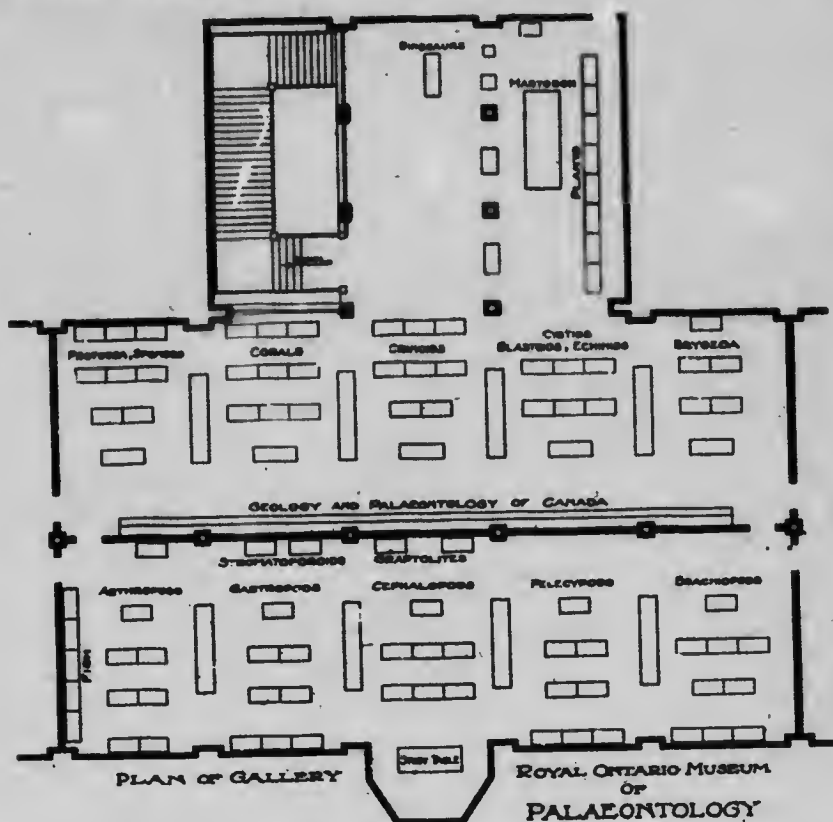 DINOSAURS
MASTODON
PLANTS
PROTOZOA, SPONGES
CORALS
CRINOIDS
CYSTIDS
BLASTOIDS, ECHINIDS
BRYOZOA
GEOLOGY AND PALAEONTOLOGY OF CANADA
STROMATOPOROIDS
GRAPTOLITES
ARTHROPODS
GASTROPODS
CEPHALOPODS
PELECYPODS
BRACHIOPODS
FISH
STUDY TABLE
PLAN OF GALLERY
ROYAL ONTARIO MUSEUM
OF
PALAEONTOLOGY